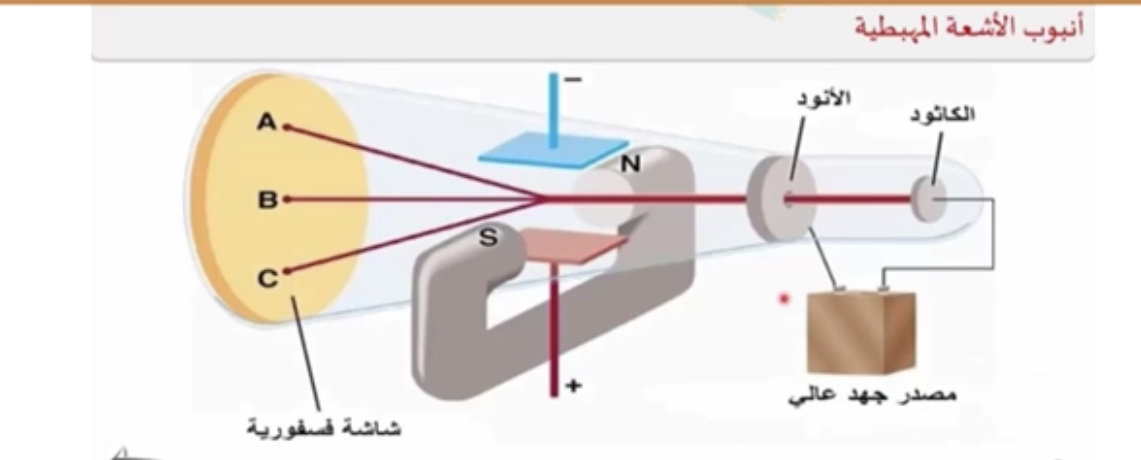 أنبوب الأشعة المهبطية
−
الأنود
الكاثود
A
N
B
S
C
+
مصدر جهد عالي
شاشة فسفورية